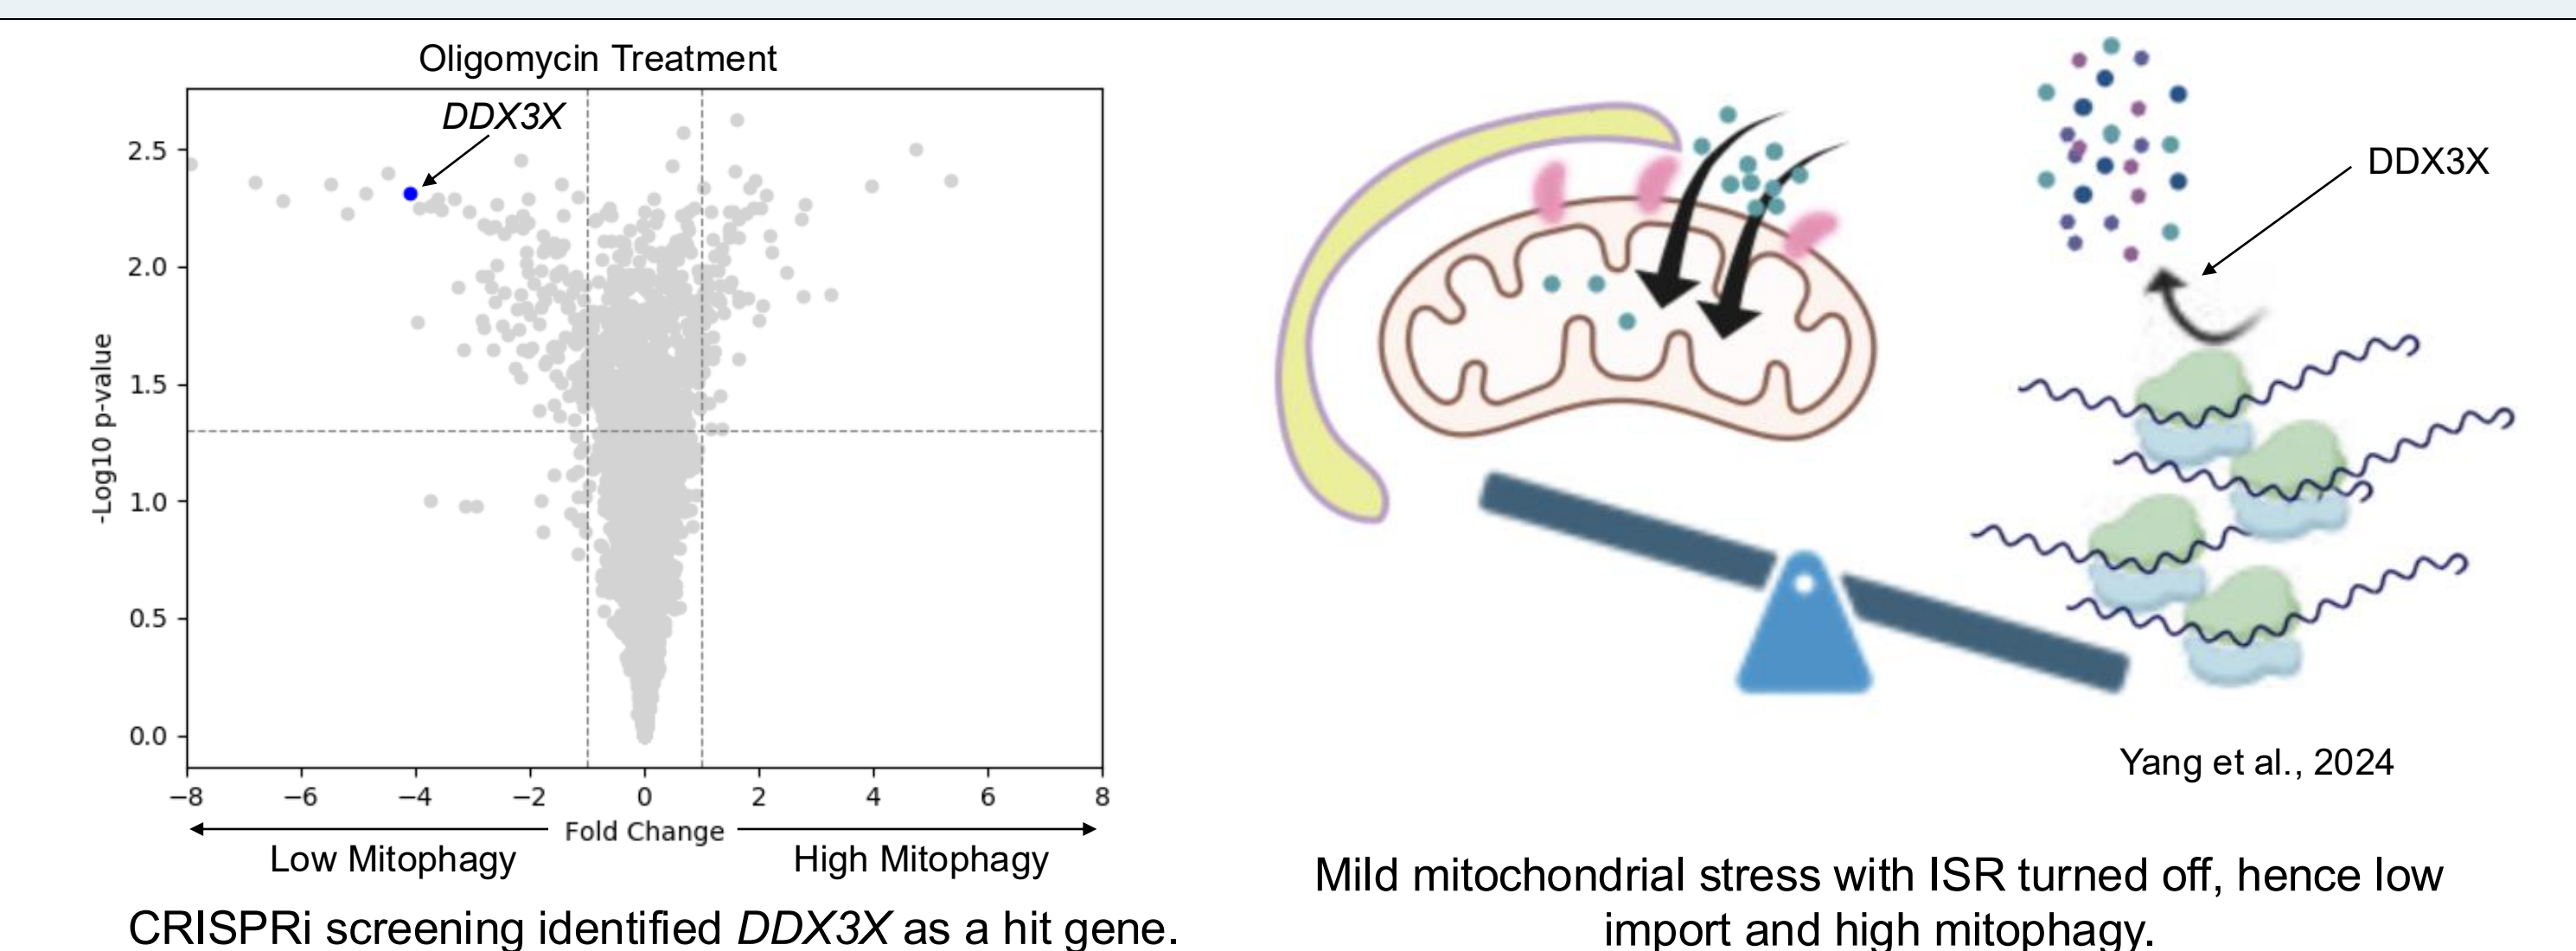 Oligomycin Treatment
DDX3X
2.5
2.0
1.5
1.0
0.5
0.0
-Log10 p-value
−8 −6 −4 −2 0 2 4 6 8
Fold Change
Low Mitophagy High Mitophagy
CRISPRi screening identified DDX3X as a hit gene.
DDX3X
Yang et al., 2024
Mild mitochondrial stress with ISR turned off, hence low
import and high mitophagy.